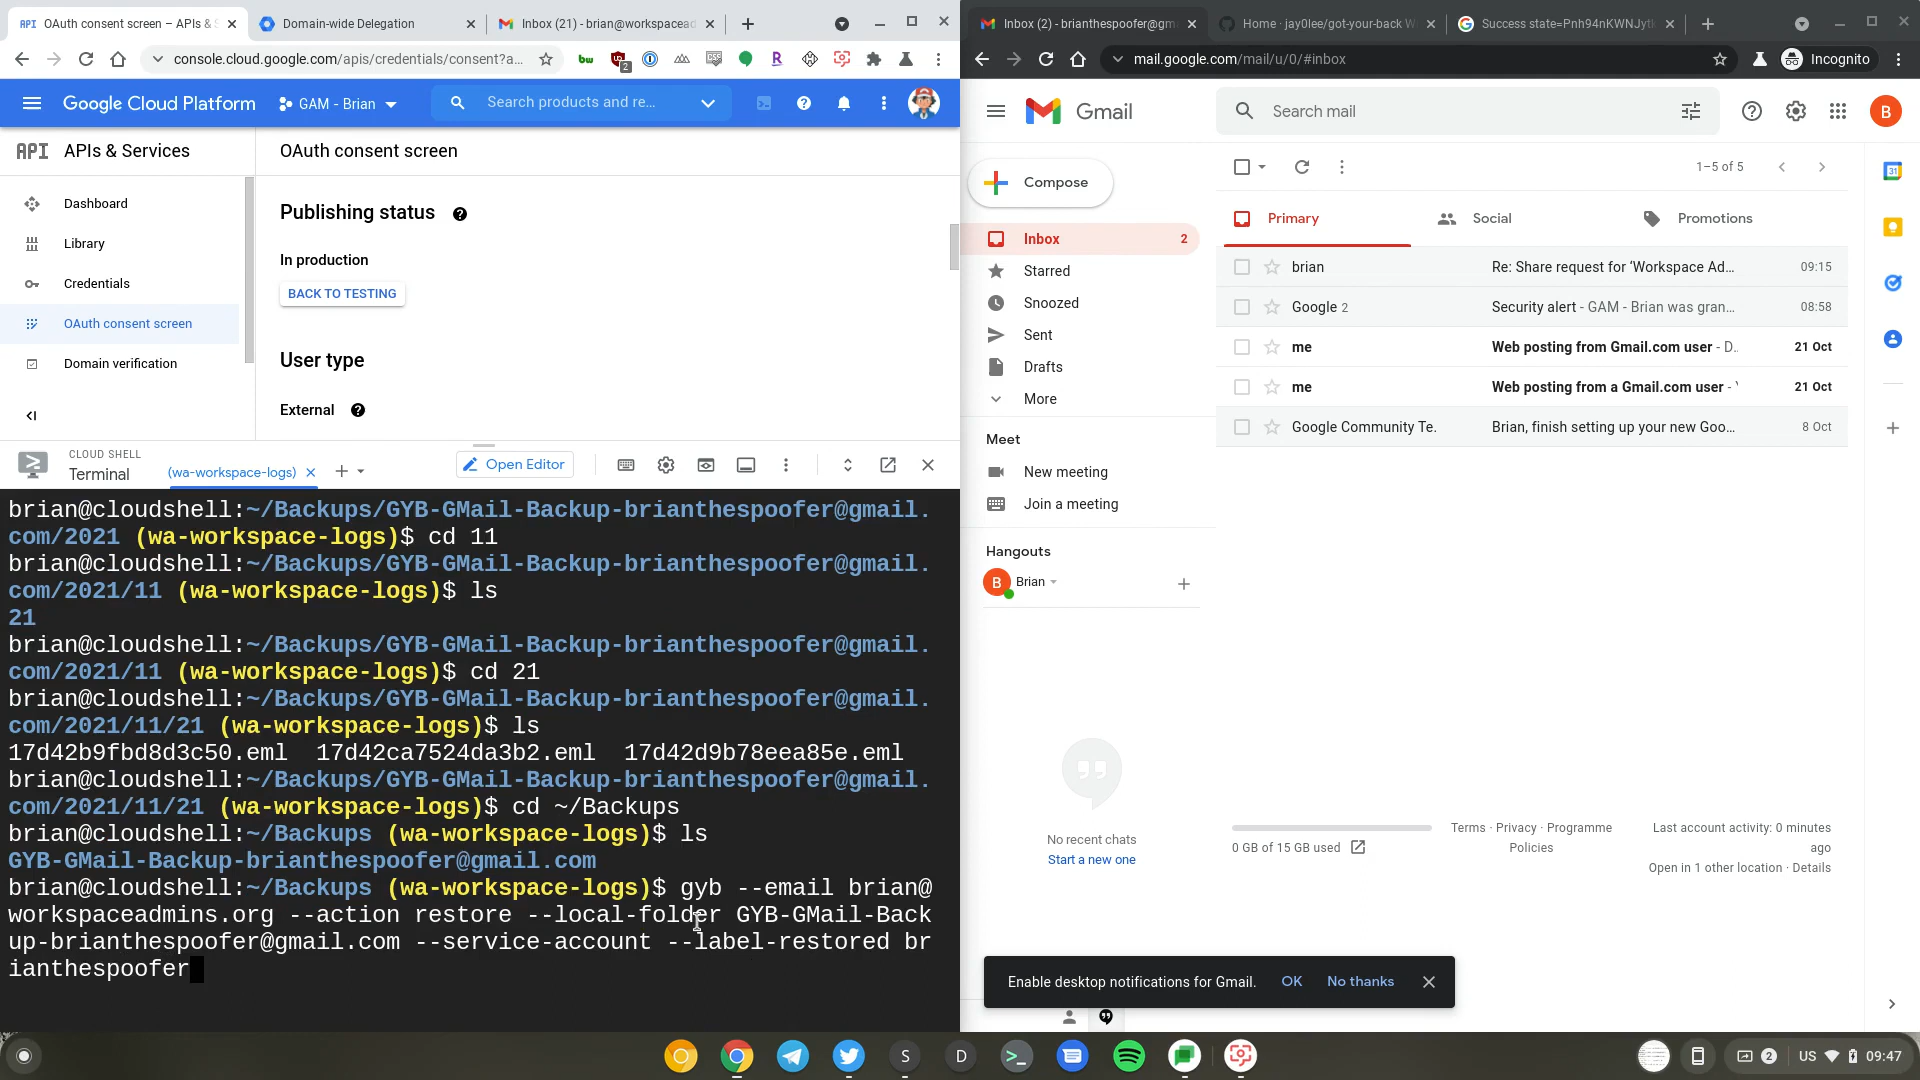 API OAuth consent screen – APIs & S
Domain-wide Delegation
Inbox (21) - brian@workspacead
console.cloud.google.com/apis/credentials/consent?a...
Google Cloud Platform
GAM - Brian
Search products and re...
API APIs & Services
Dashboard
Library
Credentials
OAuth consent screen
Domain verification
OAuth consent screen
Publishing status
In production
BACK TO TESTING
User type
External
CLOUD SHELL
Terminal
(wa-workspace-logs)
Open Editor
brian@cloudshell:~/Backups/GYB-GMail-Backup-brianthespoofer@gmail.
com/2021 (wa-workspace-logs)$ cd 11
brian@cloudshell:~/Backups/GYB-GMail-Backup-brianthespoofer@gmail.
com/2021/11 (wa-workspace-logs)$ ls
21
brian@cloudshell:~/Backups/GYB-GMail-Backup-brianthespoofer@gmail.
com/2021/11 (wa-workspace-logs)$ cd 21
brian@cloudshell:~/Backups/GYB-GMail-Backup-brianthespoofer@gmail.
com/2021/11/21 (wa-workspace-logs)$ ls
17d42b9fbd8d3c50.eml  17d42ca7524da3b2.eml  17d42d9b78eea85e.eml
brian@cloudshell:~/Backups/GYB-GMail-Backup-brianthespoofer@gmail.
com/2021/11/21 (wa-workspace-logs)$ cd ~/Backups
brian@cloudshell:~/Backups (wa-workspace-logs)$ ls
GYB-GMail-Backup-brianthespoofer@gmail.com
brian@cloudshell:~/Backups (wa-workspace-logs)$ gyb --email brian@
workspaceadmins.org --action restore --local-folder GYB-GMail-Back
up-brianthespoofer@gmail.com --service-account --label-restored br
ianthespoofer
Inbox (2) - brianthespoofer@gm
Home · jay0lee/got-your-back W
Success state=Pnh94nKWNJyt
mail.google.com/mail/u/0/#inbox
Incognito
Gmail
Search mail
B
Compose
Inbox 2
Starred
Snoozed
Sent
Drafts
More
Meet
New meeting
Join a meeting
Hangouts
B Brian
No recent chats
Start a new one
1–5 of 5
Primary
Social
Promotions
brian Re: Share request for ‘Workspace Ad... 09:15
Google 2 Security alert - GAM - Brian was gran... 08:58
me Web posting from Gmail.com user - D.. 21 Oct
me Web posting from a Gmail.com user - 21 Oct
Google Community Te. Brian, finish setting up your new Goo... 8 Oct
31
0 GB of 15 GB used
Terms · Privacy · Programme
Policies
Last account activity: 0 minutes
ago
Open in 1 other location · Details
Enable desktop notifications for Gmail.
OK
No thanks
S
D
2
US
09:47